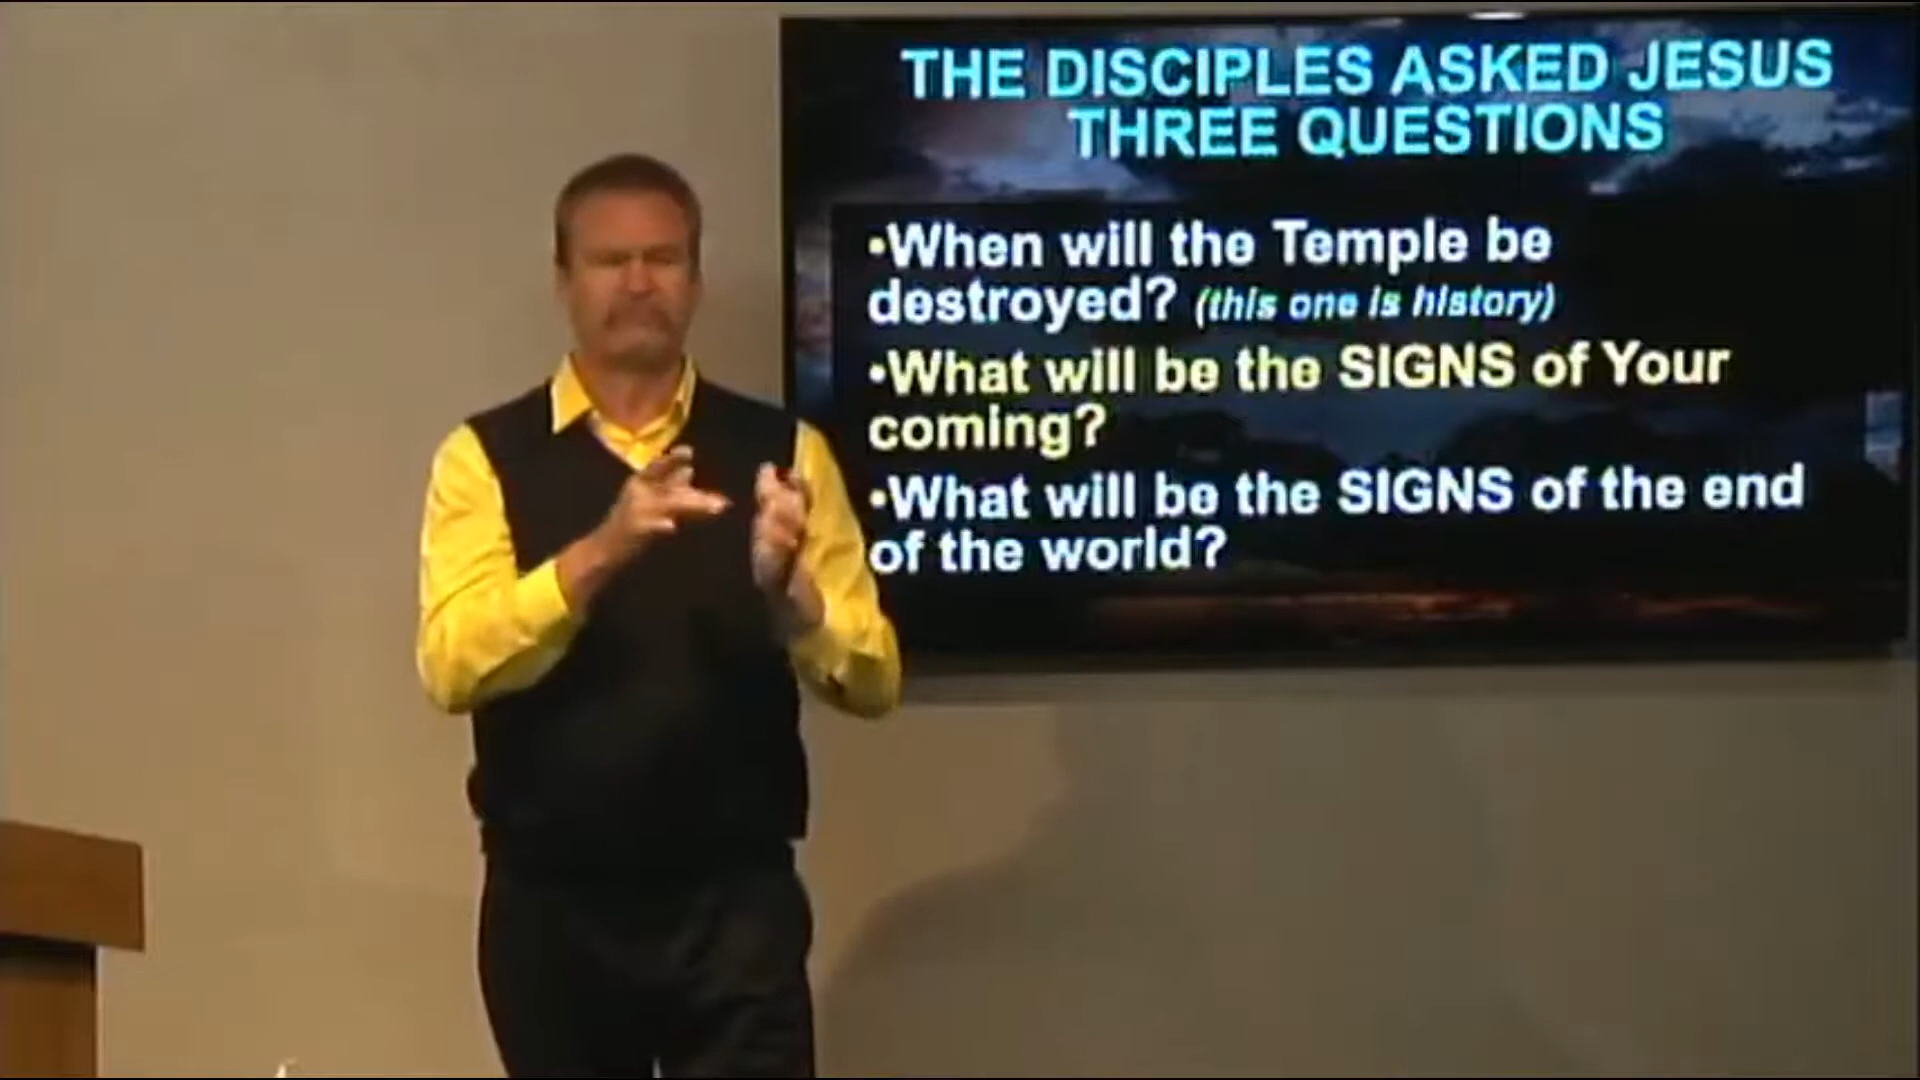 THE DISCIPLES ASKED JESUS
THREE QUESTIONS
•When will the Temple be
destroyed? (this one is history)
•What will be the SIGNS of Your
coming?
•What will be the SIGNS of the end
of the world?